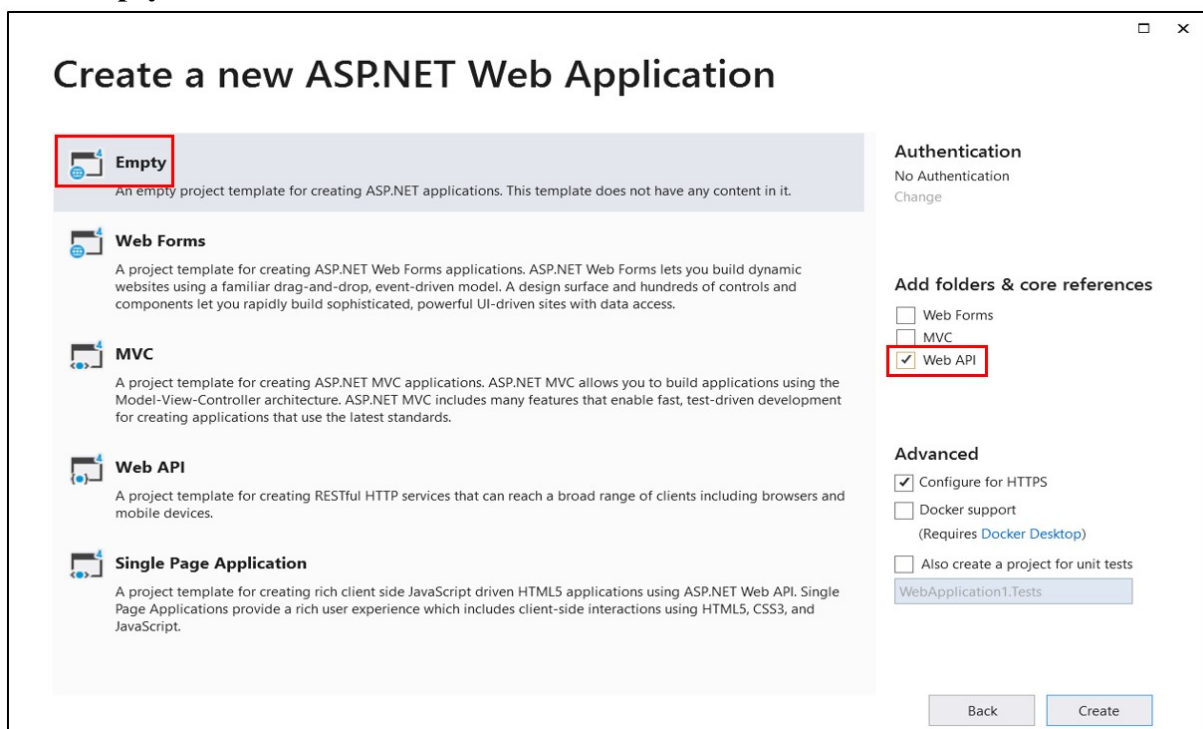 Create a new ASP.NET Web Application
Empty
An empty project template for creating ASP.NET applications. This template does not have any content in it.
Web Forms
A project template for creating ASP.NET Web Forms applications. ASP.NET Web Forms lets you build dynamic
websites using a familiar drag-and-drop, event-driven model. A design surface and hundreds of controls and
components let you rapidly build sophisticated, powerful UI-driven sites with data access.
MVC
A project template for creating ASP.NET MVC applications. ASP.NET MVC allows you to build applications using the
Model-View-Controller architecture. ASP.NET MVC includes many features that enable fast, test-driven development
for creating applications that use the latest standards.
Web API
A project template for creating RESTful HTTP services that can reach a broad range of clients including browsers and
mobile devices.
Single Page Application
A project template for creating rich client side JavaScript driven HTML5 applications using ASP.NET Web API. Single
Page Applications provide a rich user experience which includes client-side interactions using HTML5, CSS3, and
JavaScript.
Authentication
No Authentication
Change
Add folders & core references
Web Forms
MVC
Web API
Advanced
Configure for HTTPS
Docker support
(Requires Docker Desktop)
Also create a project for unit tests
WebApplication1.Tests
Back
Create